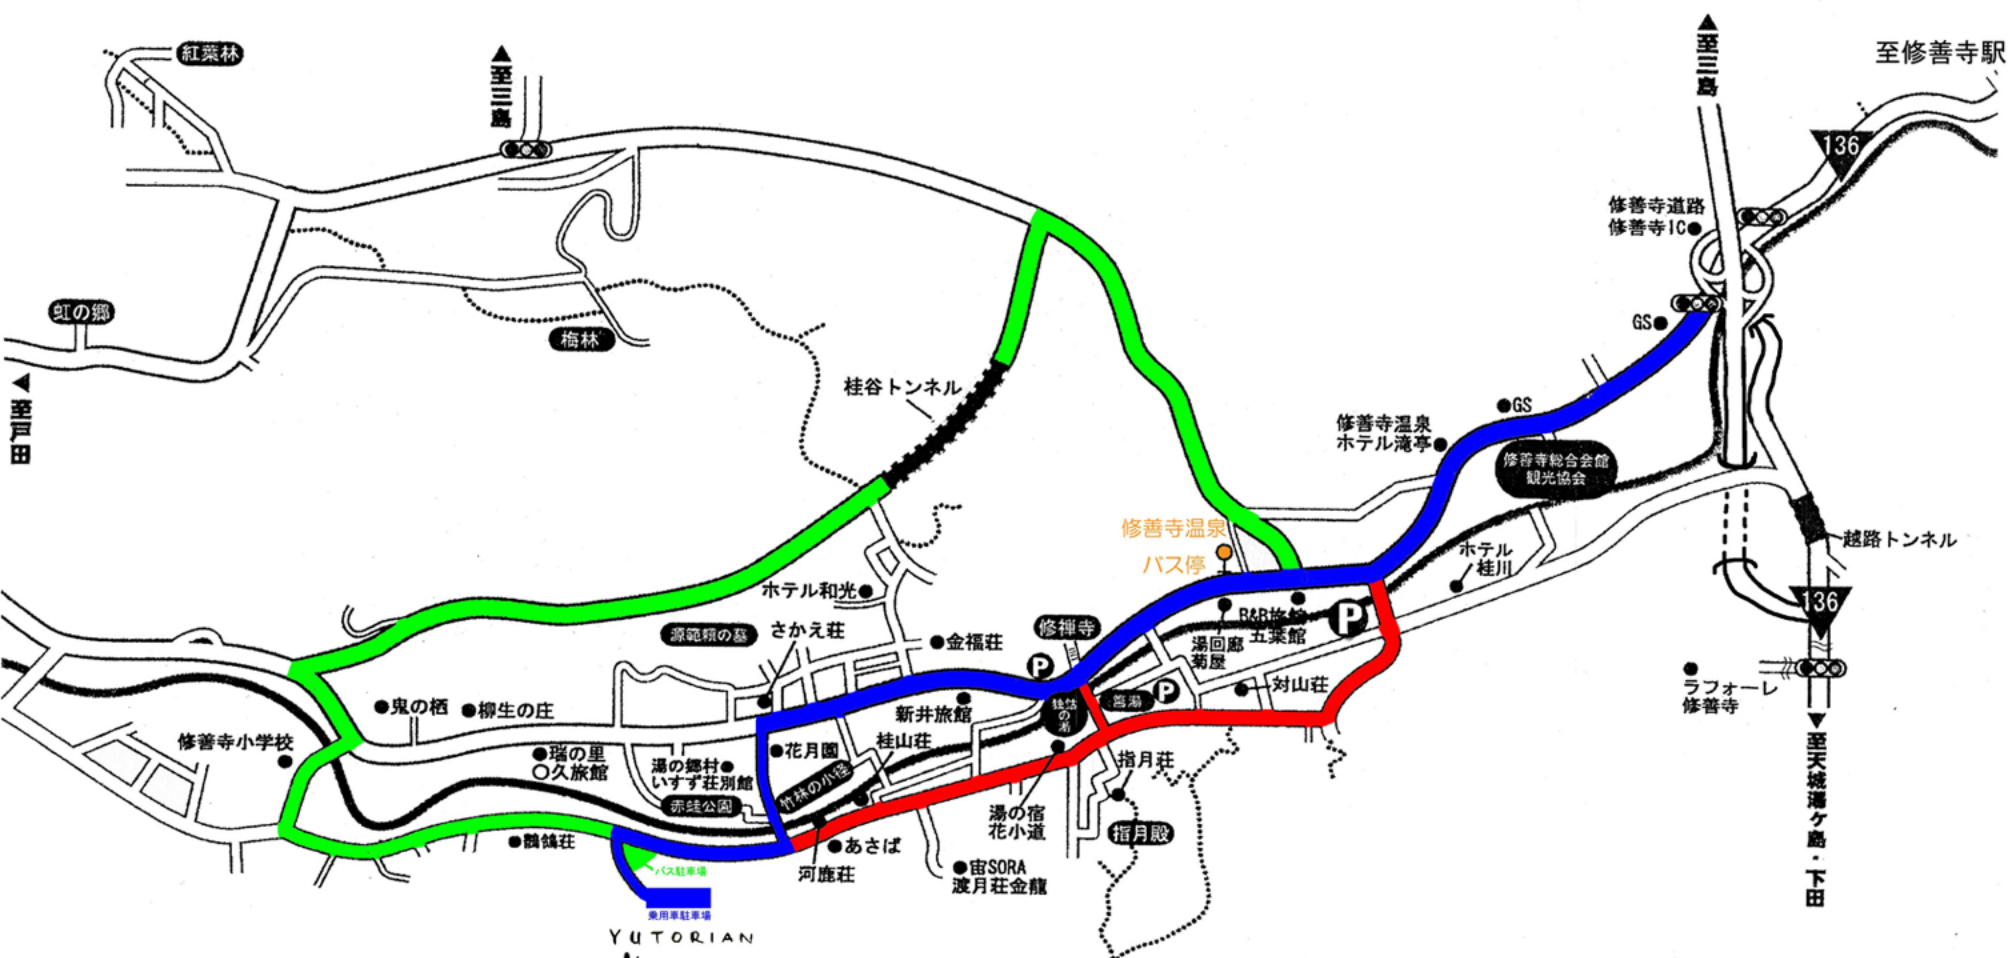 紅葉林
至三島
至三島
至修善寺駅
136
修善寺道路
修善寺IC
虹の郷
梅林
GS
至戸田
桂谷トンネル
GS
修善寺温泉
ホテル滝亭
修善寺総合会館
観光協会
修善寺温泉
バス停
ホテル
桂川
越路トンネル
136
ホテル和光
源範頼の墓
さかえ荘
金福荘
修禅寺
P
B&B旅館
五葉館
P
湯回廊
菊屋
対山荘
ラフォーレ
修善寺
鬼の栖
柳生の庄
新井旅館
独鈷
の湯
筥湯
P
修善寺小学校
瑞の里
〇久旅館
湯の郷村
いすず荘別館
花月園
桂山荘
竹林の小径
赤蛙公園
指月荘
湯の宿
花小道
指月殿
鶺鴒荘
あさば
河鹿荘
宙SORA
渡月荘金龍
至天城湯ヶ島・下田
バス駐車場
乗用車駐車場
YUTORIAN